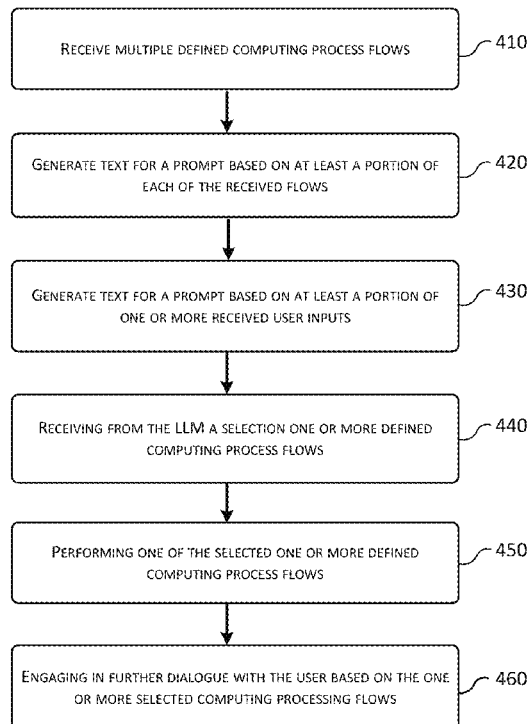 RECEIVE MULTIPLE DEFINED COMPUTING PROCESS FLOWS
410
GENERATE TEXT FOR A PROMPT BASED ON AT LEAST A PORTION OF
EACH OF THE RECEIVED FLOWS
420
GENERATE TEXT FOR A PROMPT BASED ON AT LEAST A PORTION OF
ONE OR MORE RECEIVED USER INPUTS
430
RECEIVING FROM THE LLM A SELECTION ONE OR MORE DEFINED
COMPUTING PROCESS FLOWS
440
PERFORMING ONE OF THE SELECTED ONE OR MORE DEFINED
COMPUTING PROCESS FLOWS
450
ENGAGING IN FURTHER DIALOGUE WITH THE USER BASED ON THE ONE
OR MORE SELECTED COMPUTING PROCESSING FLOWS
460